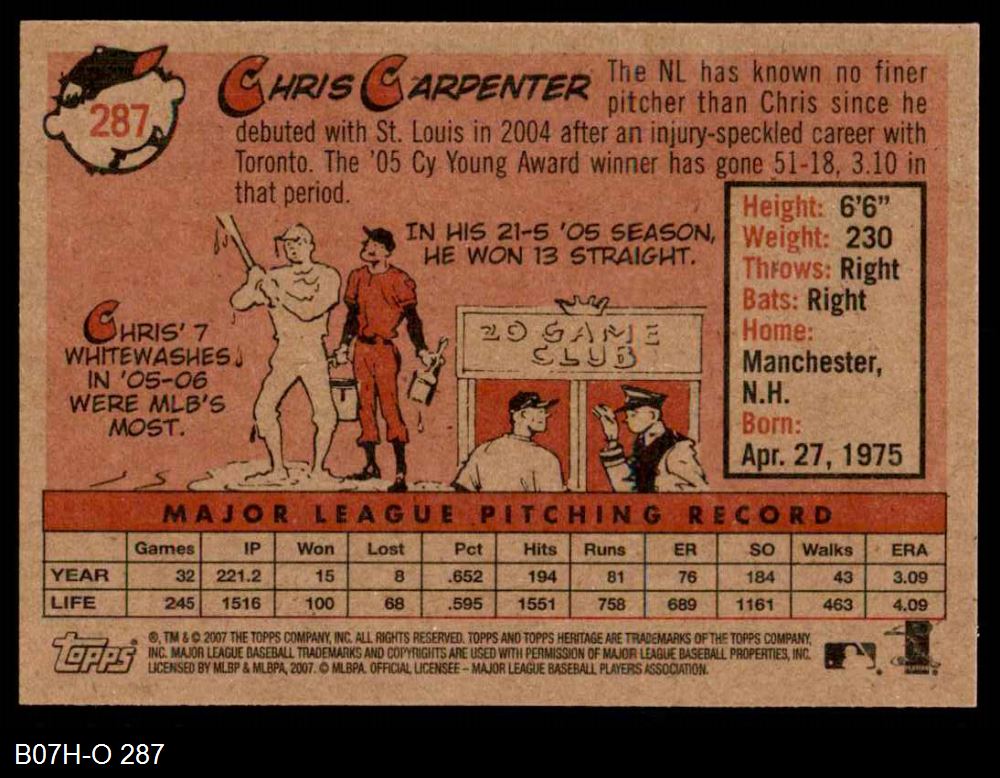 287
CHRIS CARPENTER
The NL has known no finer
pitcher than Chris since he
debuted with St. Louis in 2004 after an injury-speckled career with
Toronto. The '05 Cy Young Award winner has gone 51-18, 3.10 in
that period.
IN HIS 21-5 '05 SEASON,
HE WON 13 STRAIGHT.
CHRIS' 7
WHITEWASHES
IN '05-06
WERE MLB'S
MOST.
20 GAME
CLUB
Height: 6'6"
Weight: 230
Throws: Right
Bats: Right
Home:
Manchester,
N.H.
Born:
Apr. 27, 1975
MAJOR LEAGUE PITCHING RECORD
Games IP Won Lost Pct Hits Runs ER SO Walks ERA
YEAR 32 221.2 15 8 .652 194 81 76 184 43 3.09
LIFE 245 1516 100 68 .595 1551 758 689 1161 463 4.09
Topps
®, TM & © 2007 THE TOPPS COMPANY, INC. ALL RIGHTS RESERVED. TOPPS AND TOPPS HERITAGE ARE TRADEMARKS OF THE TOPPS COMPANY,
INC. MAJOR LEAGUE BASEBALL TRADEMARKS AND COPYRIGHTS ARE USED WITH PERMISSION OF MAJOR LEAGUE BASEBALL PROPERTIES, INC.
LICENSED BY MLBP & MLBPA, 2007. © MLBPA. OFFICIAL LICENSEE – MAJOR LEAGUE BASEBALL PLAYERS ASSOCIATION.
B07H-O 287